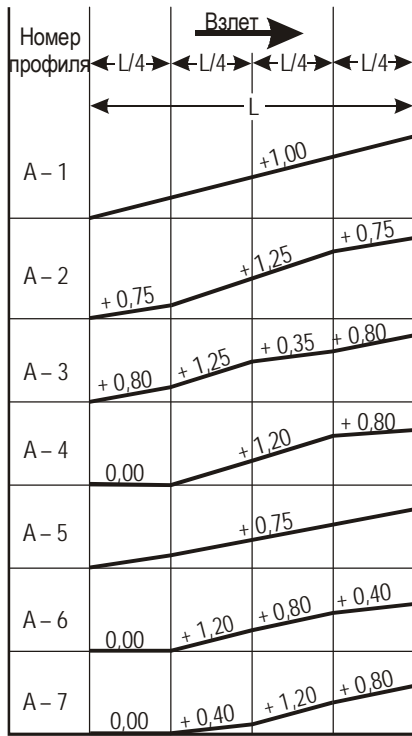 Номер профиля
Взлет
L/4 L/4 L/4 L/4
L
А – 1
+1,00
А – 2
+ 0,75 +1,25 + 0,75
А – 3
+ 0,80 + 1,25 + 0,35 + 0,80
А – 4
0,00 + 1,20 + 0,80
А – 5
+ 0,75
А – 6
0,00 + 1,20 + 0,80 + 0,40
А – 7
0,00 + 0,40 + 1,20 + 0,80